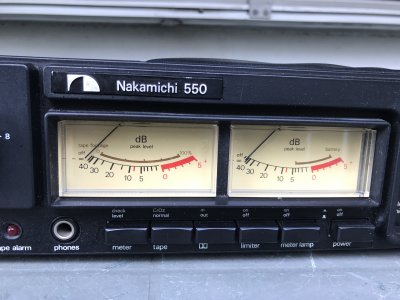 Nakamichi 550
B
dB
peak level
tape footage
100%
off
40 30 20 10 5 0 5
+
dB
peak level
battery
off
40 30 20 10 5 0 5
+
check level
CrO2 normal
in out
on off
on off
on off
tape alarm
phones
meter
tape
limiter
meter lamp
power